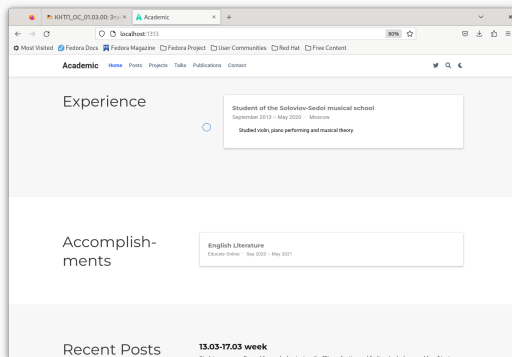 КНТП_ОС_01.03.00: Эта
Academic
localhost:1313
80%
Most Visited Fedora Docs Fedora Magazine Fedora Project User Communities Red Hat Free Content
Academic Home Posts Projects Talks Publications Contact
Experience
Student of the Soloviov-Sedoi musical school
September 2013 – May 2020 · Moscow
Studied violin, piano performing and musical theory.
Accomplish-
ments
English Literature
Educate Online · Sep 2020 – May 2021
Recent Posts
13.03-17.03 week